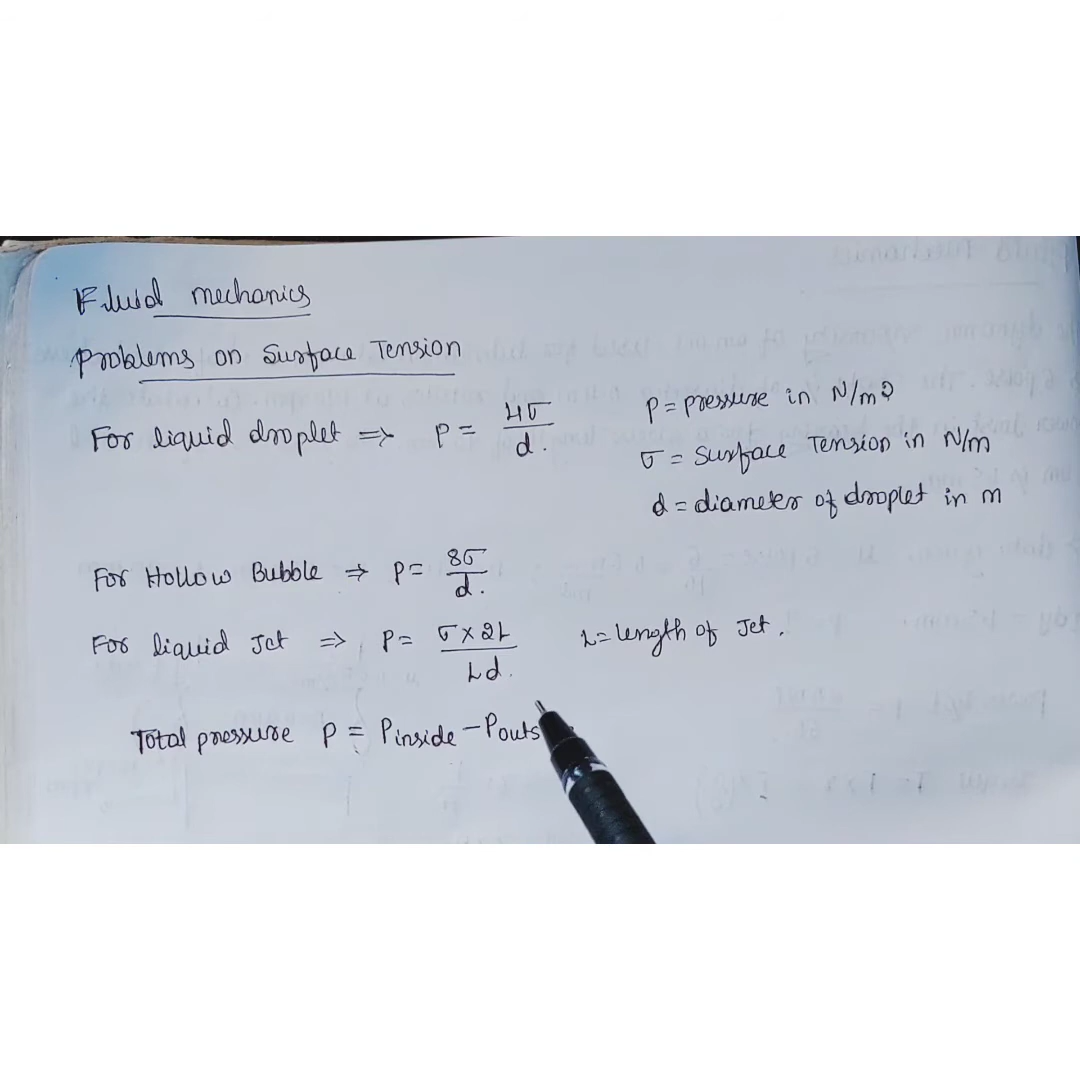 Fluid mechanics
Problems on Surface Tension
For liquid droplet ⇒ P = 4σ/d.
P = pressure in N/m2
σ = Surface Tension in N/m
d = diameter of droplet in m
For Hollow Bubble ⇒ P = 8σ/d.
For liquid Jet ⇒ P = σ×2L/Ld.
L = length of Jet.
Total pressure P = Pinside - Pouts